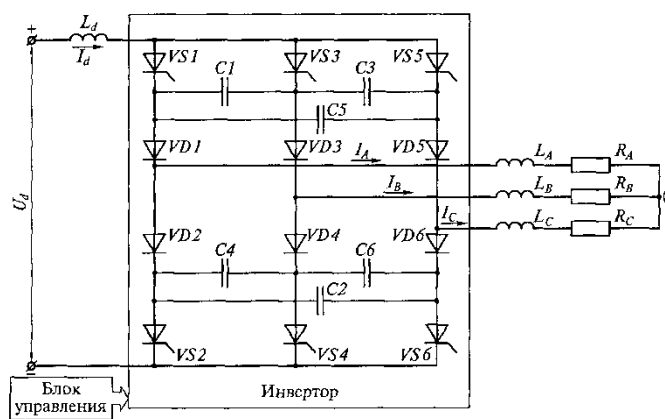 +
L_d
I_d
VS1
VS3
VS5
C1
C3
C5
VD1
VD3
VD5
I_A
L_A
R_A
I_B
L_B
R_B
I_C
L_C
R_C
U_d
VD2
VD4
VD6
C4
C6
C2
VS2
VS4
VS6
–
Блок
управления
Инвертор